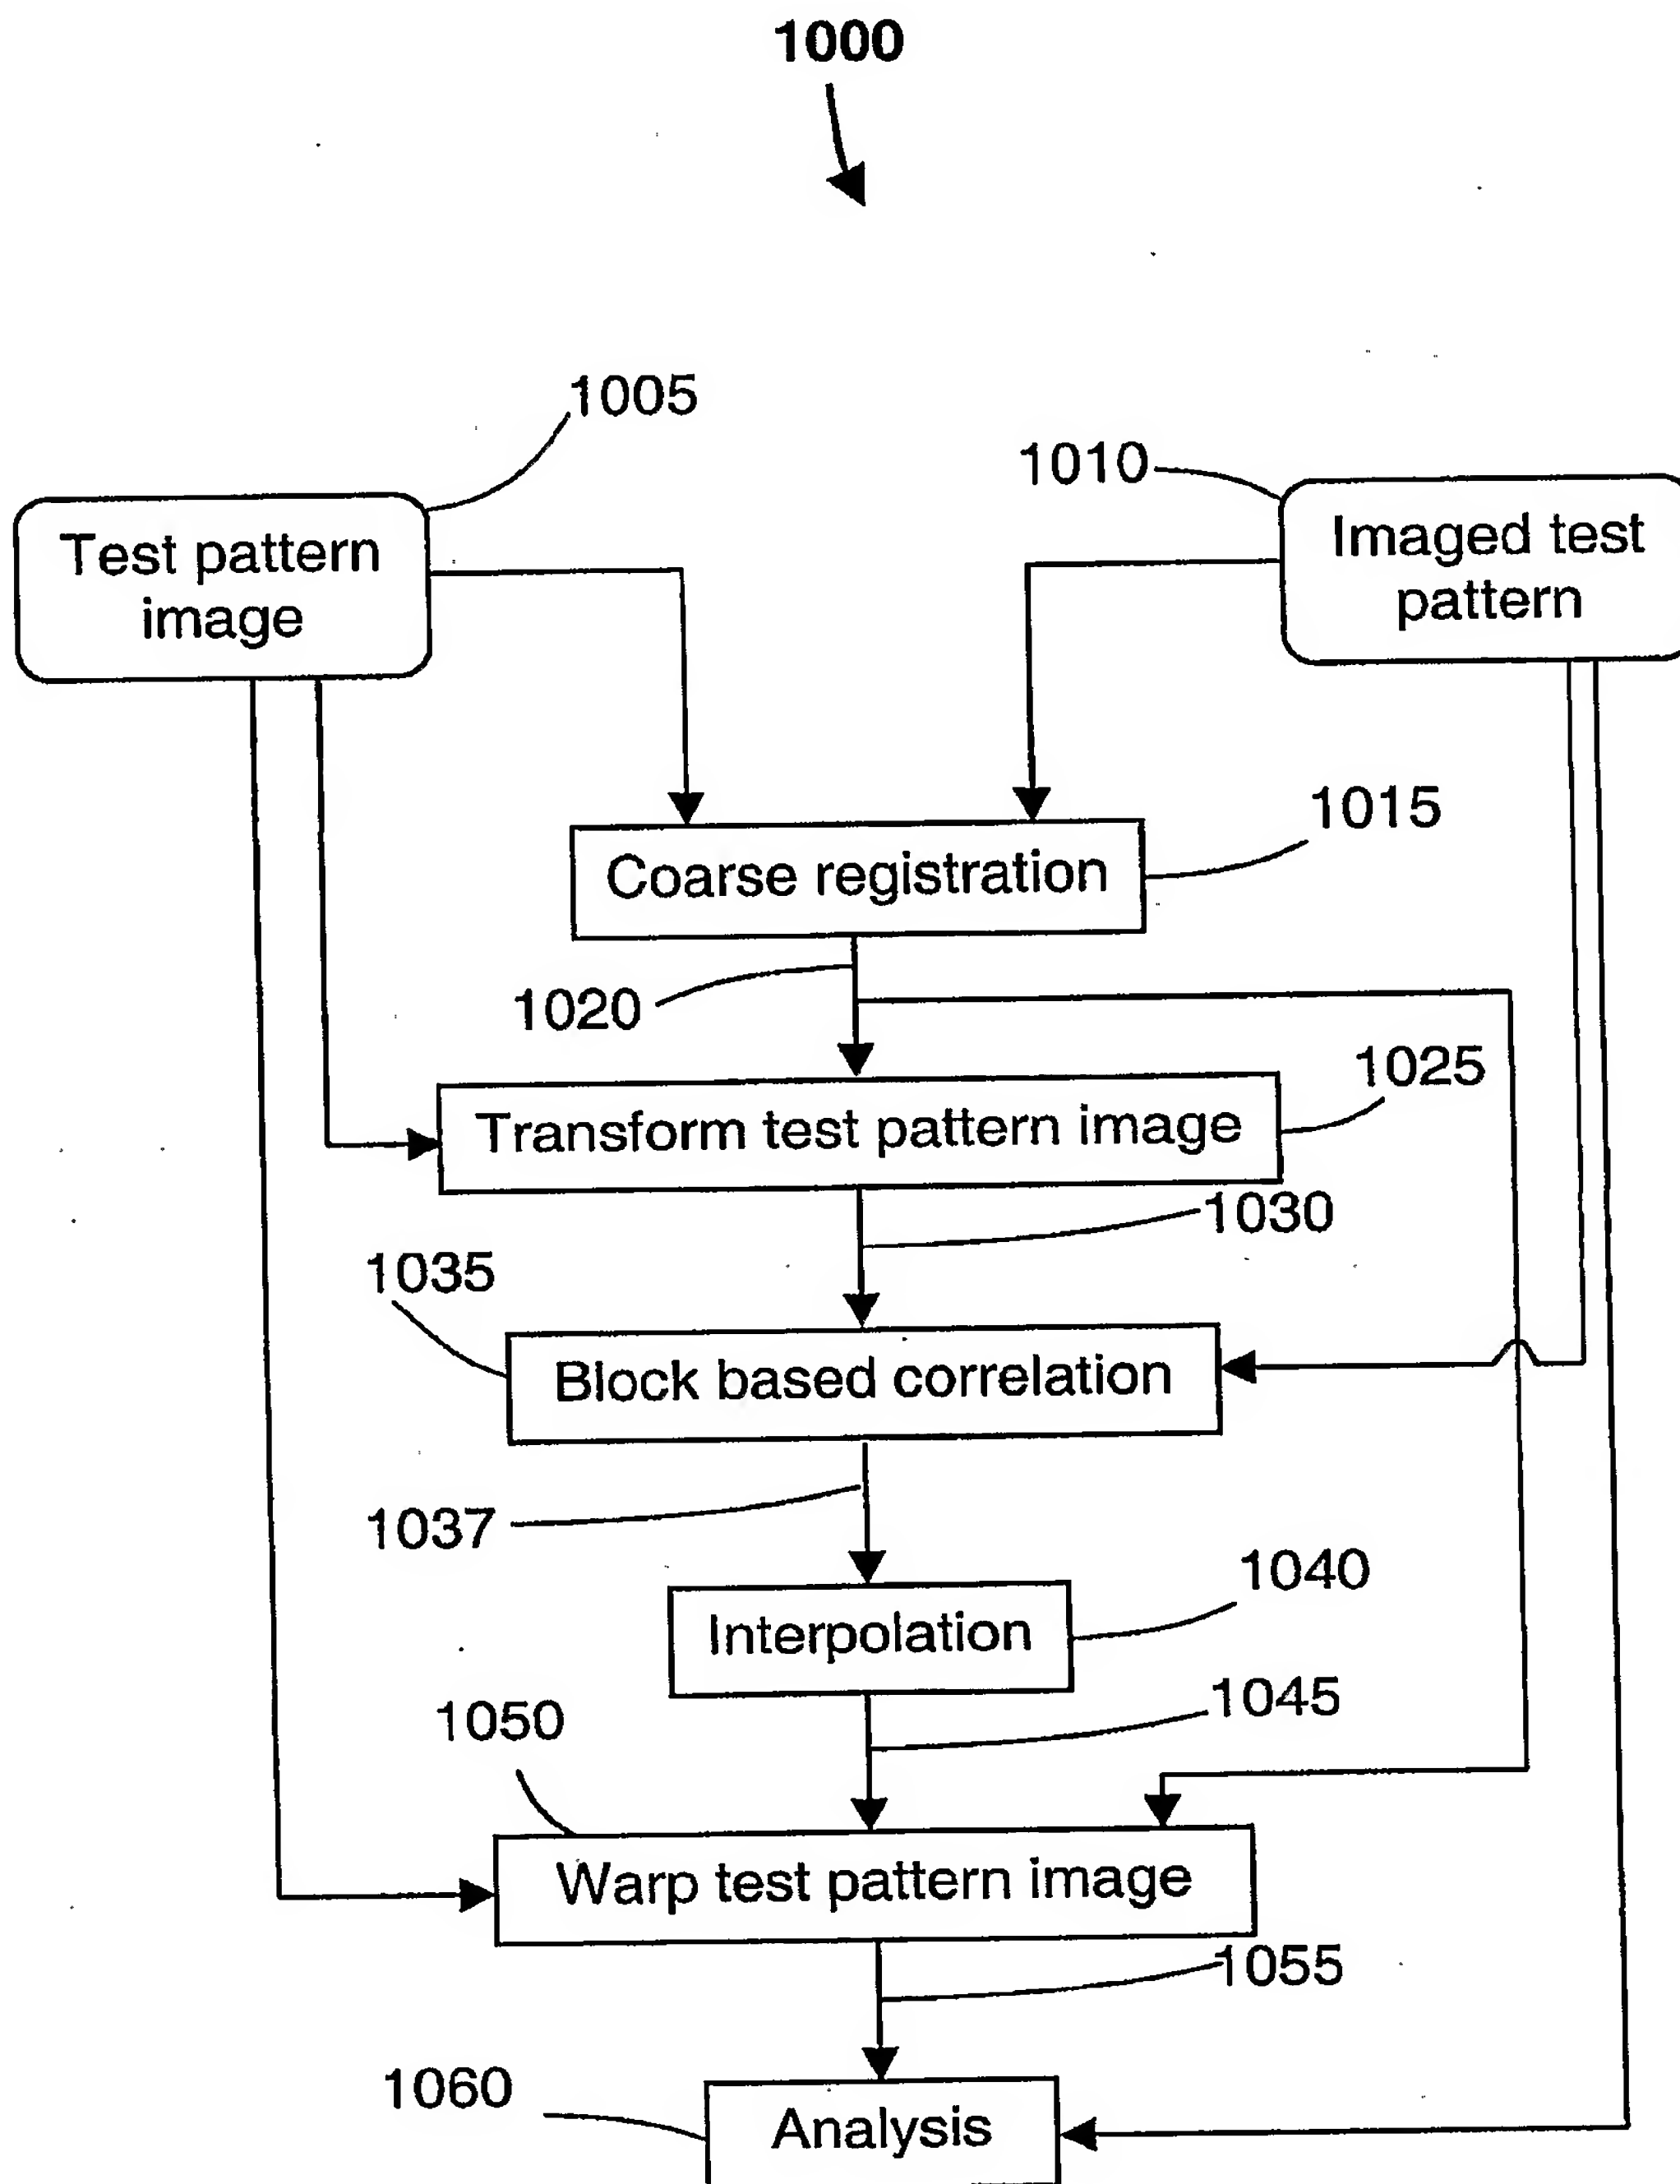 1000
1005
1010
Test pattern
image
Imaged test
pattern
1015
Coarse registration
1020
1025
Transform test pattern image
1030
1035
Block based correlation
1037
1040
Interpolation
1045
1050
Warp test pattern image
1055
1060
Analysis